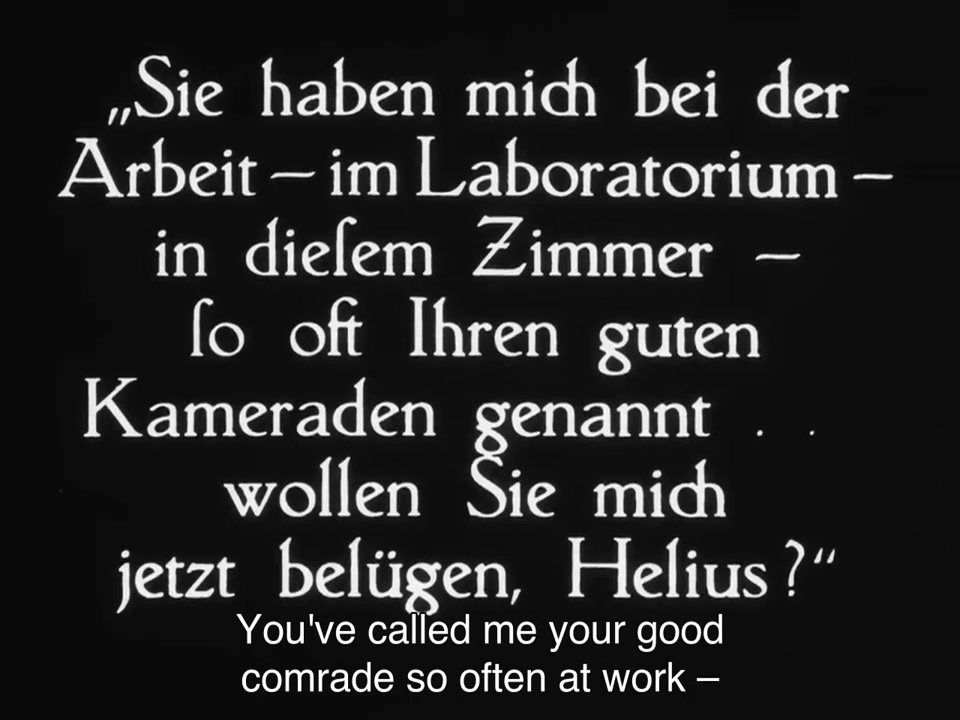 „Sie haben mich bei der
Arbeit – im Laboratorium –
in dieſem Zimmer –
ſo oft Ihren guten
Kameraden genannt . .
wollen Sie mich
jetzt belügen, Helius?“
You've called me your good
comrade so often at work –